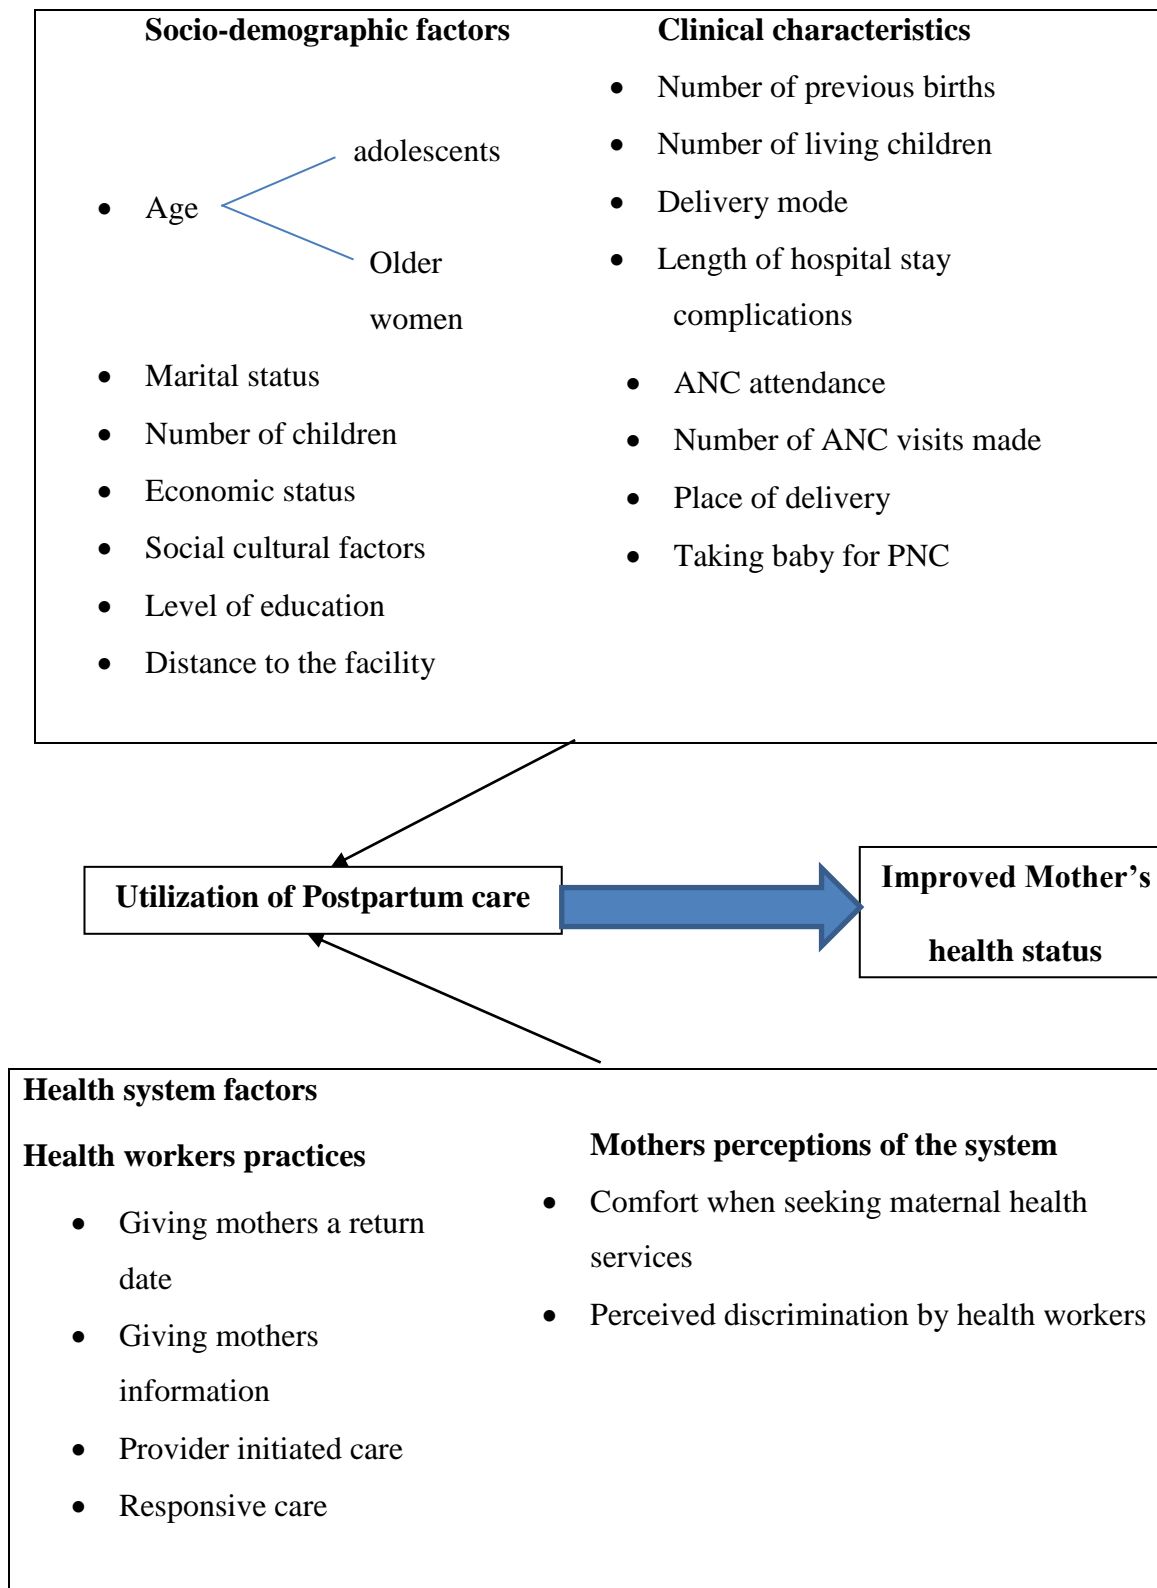 Socio-demographic factors
adolescents
Age
Older
women
Marital status
Number of children
Economic status
Social cultural factors
Level of education
Distance to the facility
Clinical characteristics
Number of previous births
Number of living children
Delivery mode
Length of hospital stay
complications
ANC attendance
Number of ANC visits made
Place of delivery
Taking baby for PNC
Utilization of Postpartum care
Improved Mother’s
health status
Health system factors
Health workers practices
Giving mothers a return
date
Giving mothers
information
Provider initiated care
Responsive care
Mothers perceptions of the system
Comfort when seeking maternal health
services
Perceived discrimination by health workers